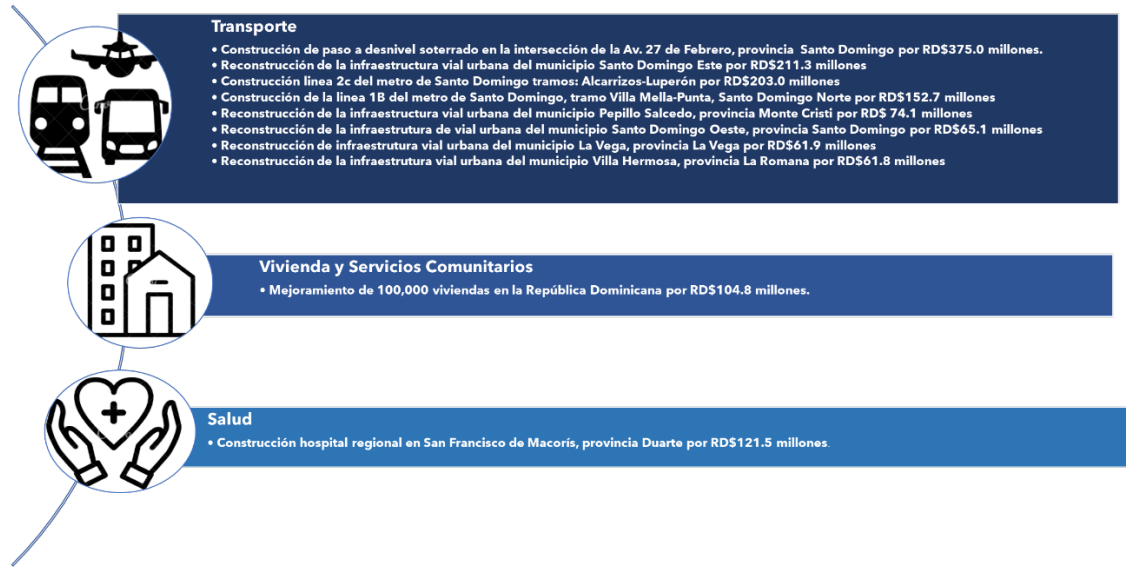 Transporte
• Construcción de paso a desnivel soterrado en la intersección de la Av. 27 de Febrero, provincia Santo Domingo por RD$375.0 millones.
• Reconstrucción de la infraestructura vial urbana del municipio Santo Domingo Este por RD$211.3 millones
• Construcción linea 2c del metro de Santo Domingo tramos: Alcarrizos-Luperón por RD$203.0 millones
• Construcción de la linea 1B del metro de Santo Domingo, tramo Villa Mella-Punta, Santo Domingo Norte por RD$152.7 millones
• Reconstrucción de la infraestructura vial urbana del municipio Pepillo Salcedo, provincia Monte Cristi por RD$ 74.1 millones
• Reconstrucción de la infraestrutura de vial urbana del municipio Santo Domingo Oeste, provincia Santo Domingo por RD$65.1 millones
• Reconstrucción de infraestrutura vial urbana del municipio La Vega, provincia La Vega por RD$61.9 millones
• Reconstrucción de la infraestrutura vial urbana del municipio Villa Hermosa, provincia La Romana por RD$61.8 millones
Vivienda y Servicios Comunitarios
• Mejoramiento de 100,000 viviendas en la República Dominicana por RD$104.8 millones.
Salud
• Construcción hospital regional en San Francisco de Macorís, provincia Duarte por RD$121.5 millones.